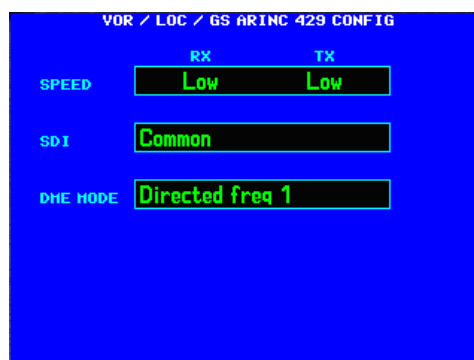 VOR / LOC / GS ARINC 429 CONFIG
RX TX
SPEED Low Low
SDI Common
DME MODE Directed freq 1